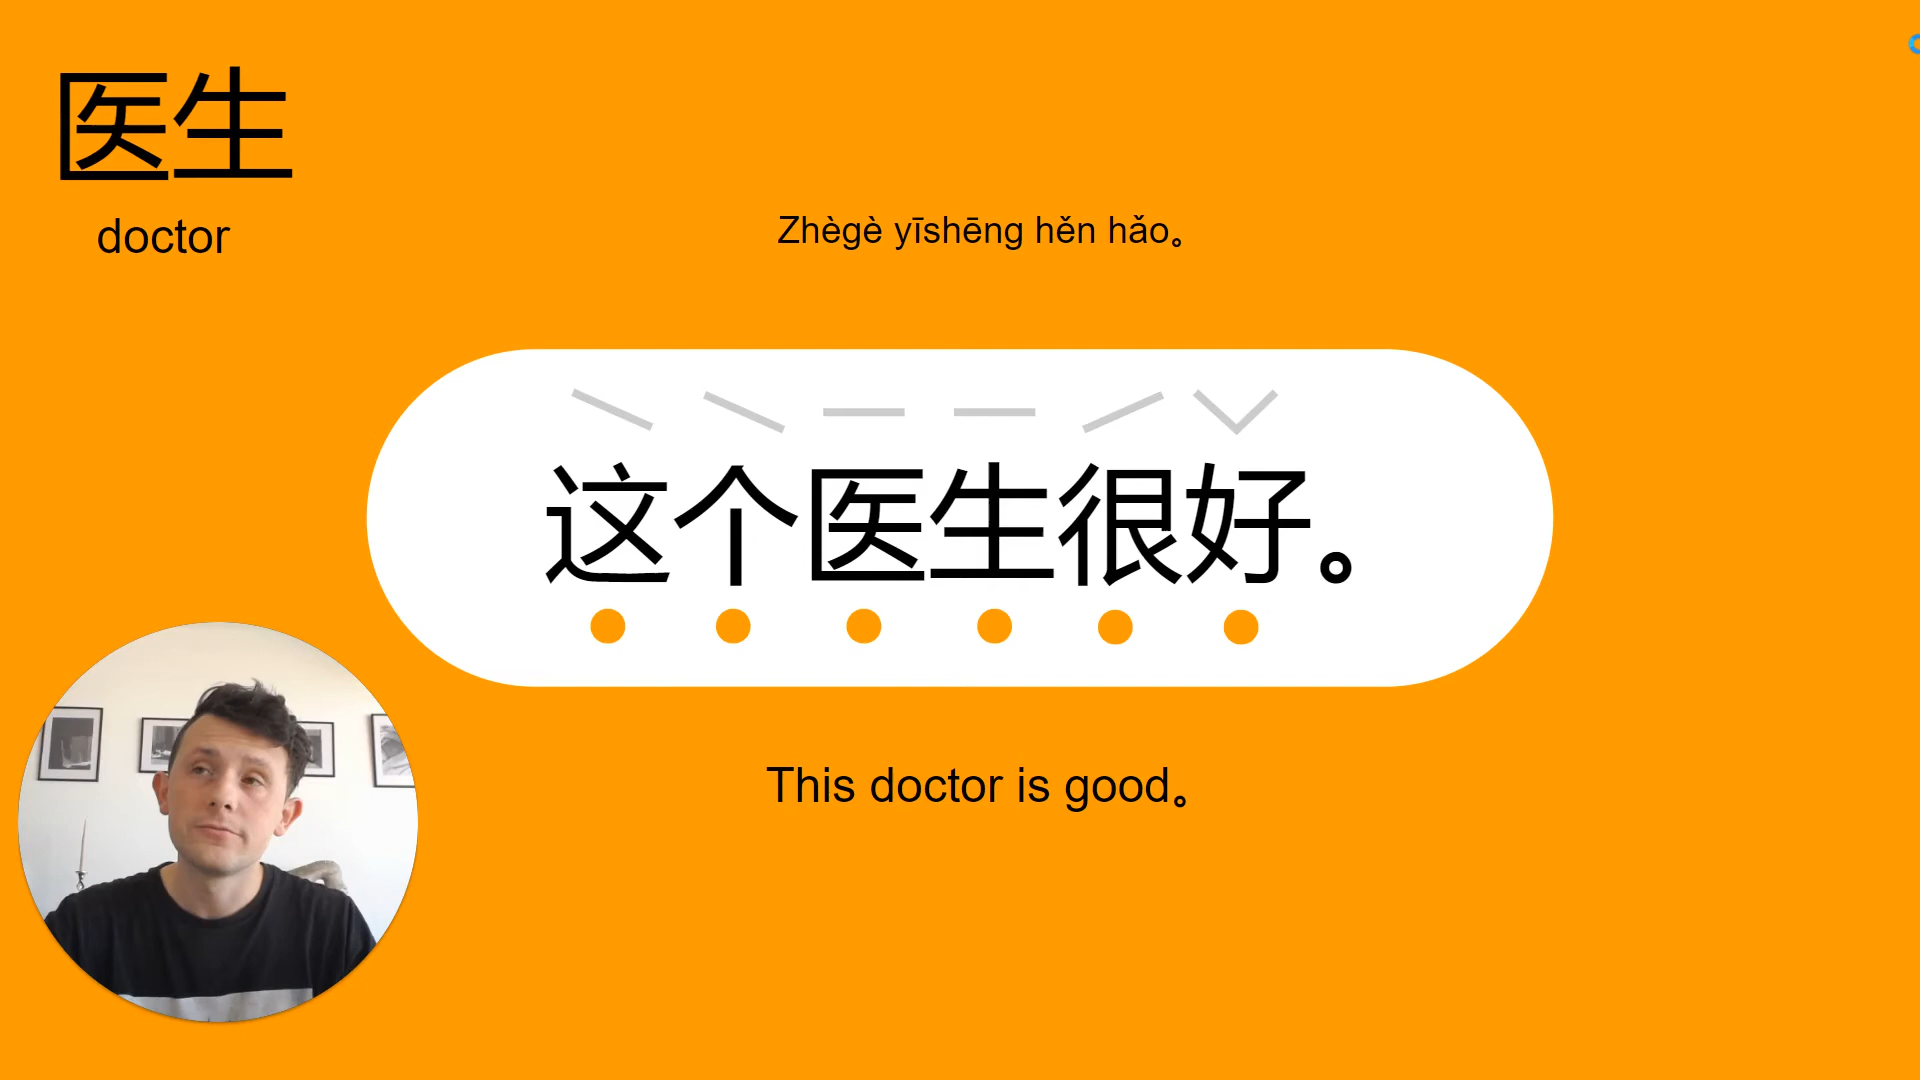 医生
doctor
Zhègè yīshēng hěn hǎo。
这个医生很好。
This doctor is good。